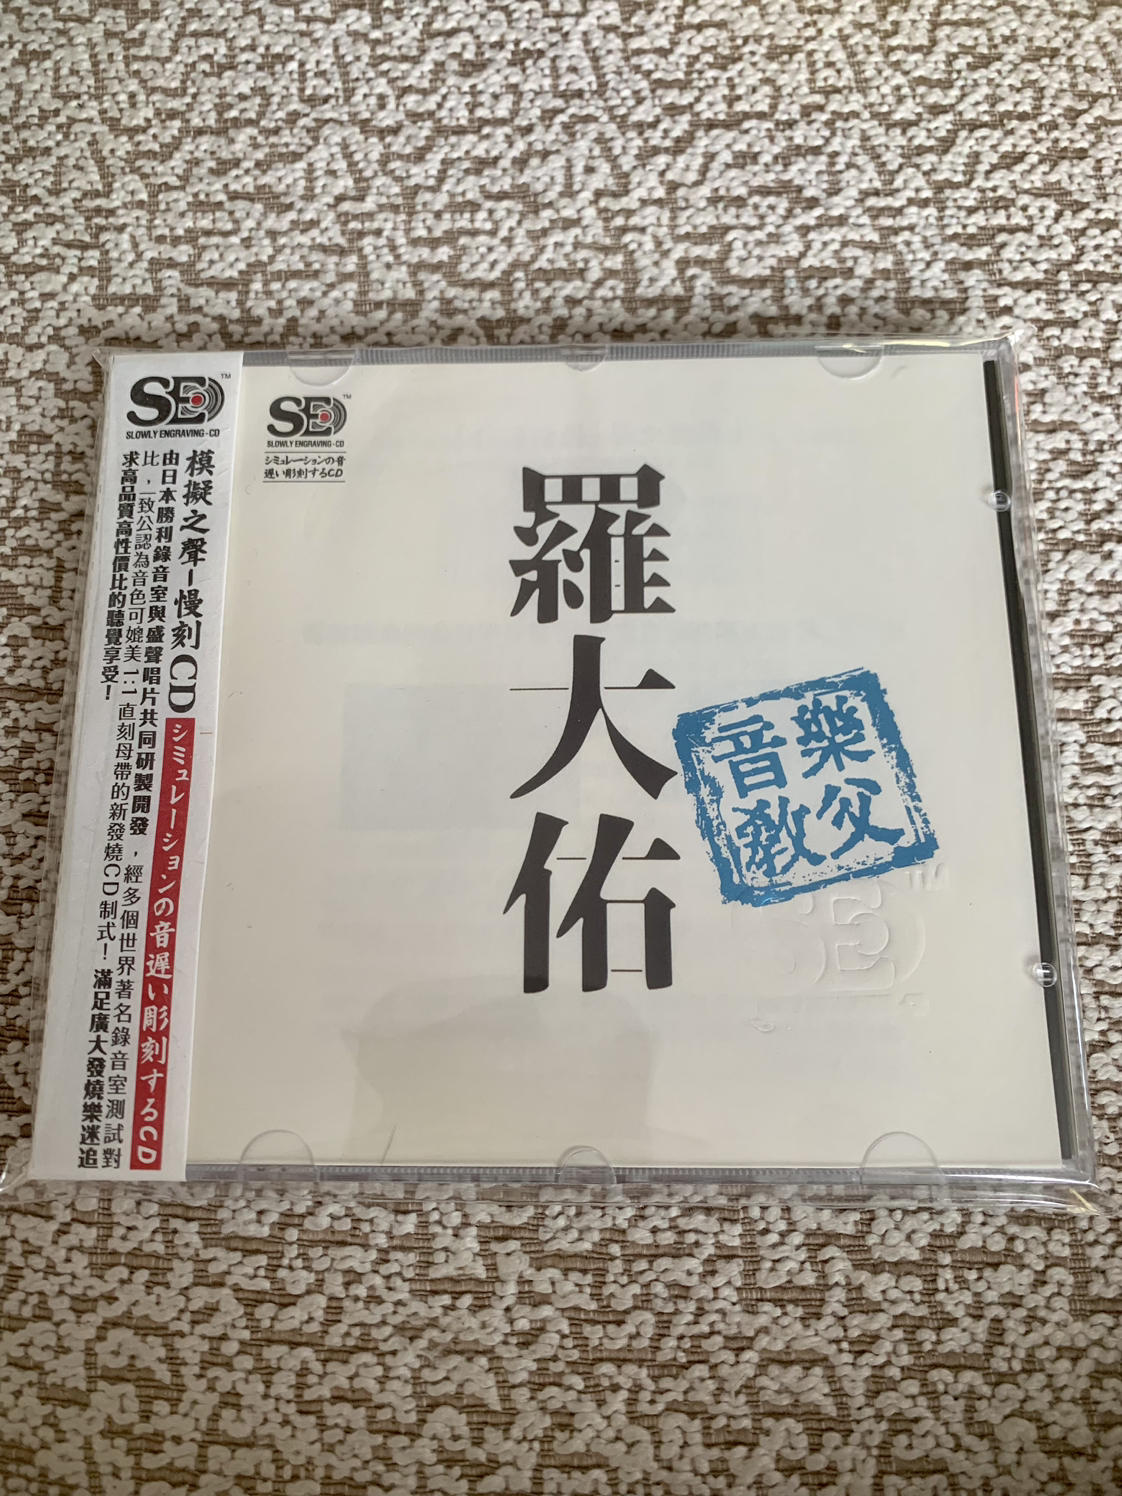 SE
TM
SLOWLY ENGRAVING-CD
模擬之聲－慢刻CD
シミュレーションの音遅い彫刻するCD
由日本勝利錄音室與盛聲唱片共同研製開發，經多個世界著名錄音室測試對
比，一致公認為音色可媲美1:1直刻母帶的新發燒CD制式！滿足廣大發燒樂迷追
求高品質高性價比的聽覺享受！
SE
TM
SLOWLY ENGRAVING-CD
シミュレーションの音
遅い彫刻するCD
羅大佑
音樂
教父
SE
TM